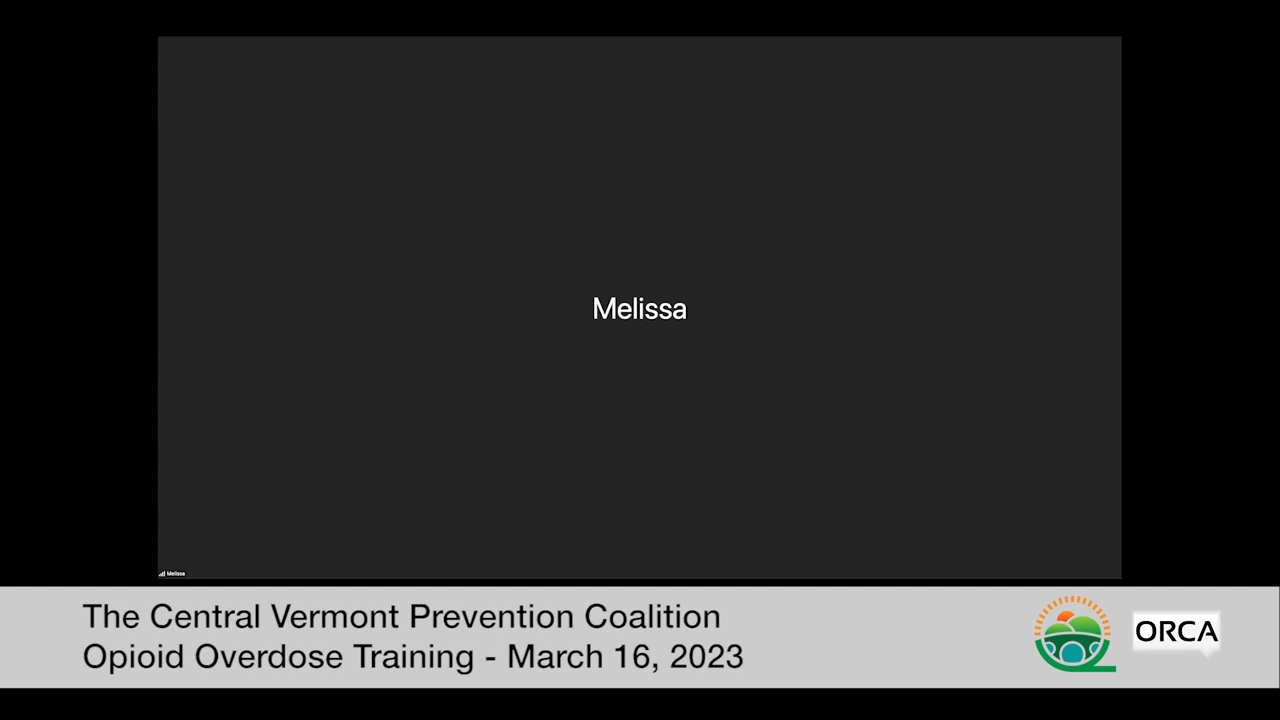 Melissa
Melissa
The Central Vermont Prevention Coalition
Opioid Overdose Training - March 16, 2023
ORCA